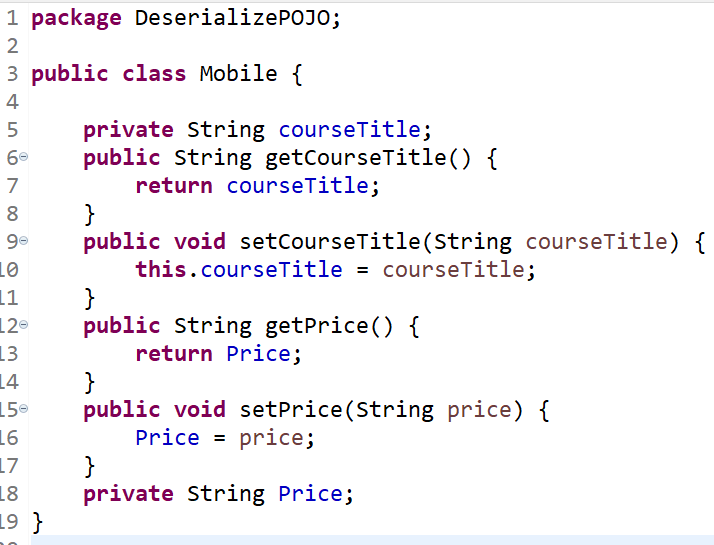 1 package DeserializePOJO;
2
3 public class Mobile {
4
5     private String courseTitle;
6     public String getCourseTitle() {
7         return courseTitle;
8     }
9     public void setCourseTitle(String courseTitle) {
10         this.courseTitle = courseTitle;
11     }
12     public String getPrice() {
13         return Price;
14     }
15     public void setPrice(String price) {
16         Price = price;
17     }
18     private String Price;
19 }